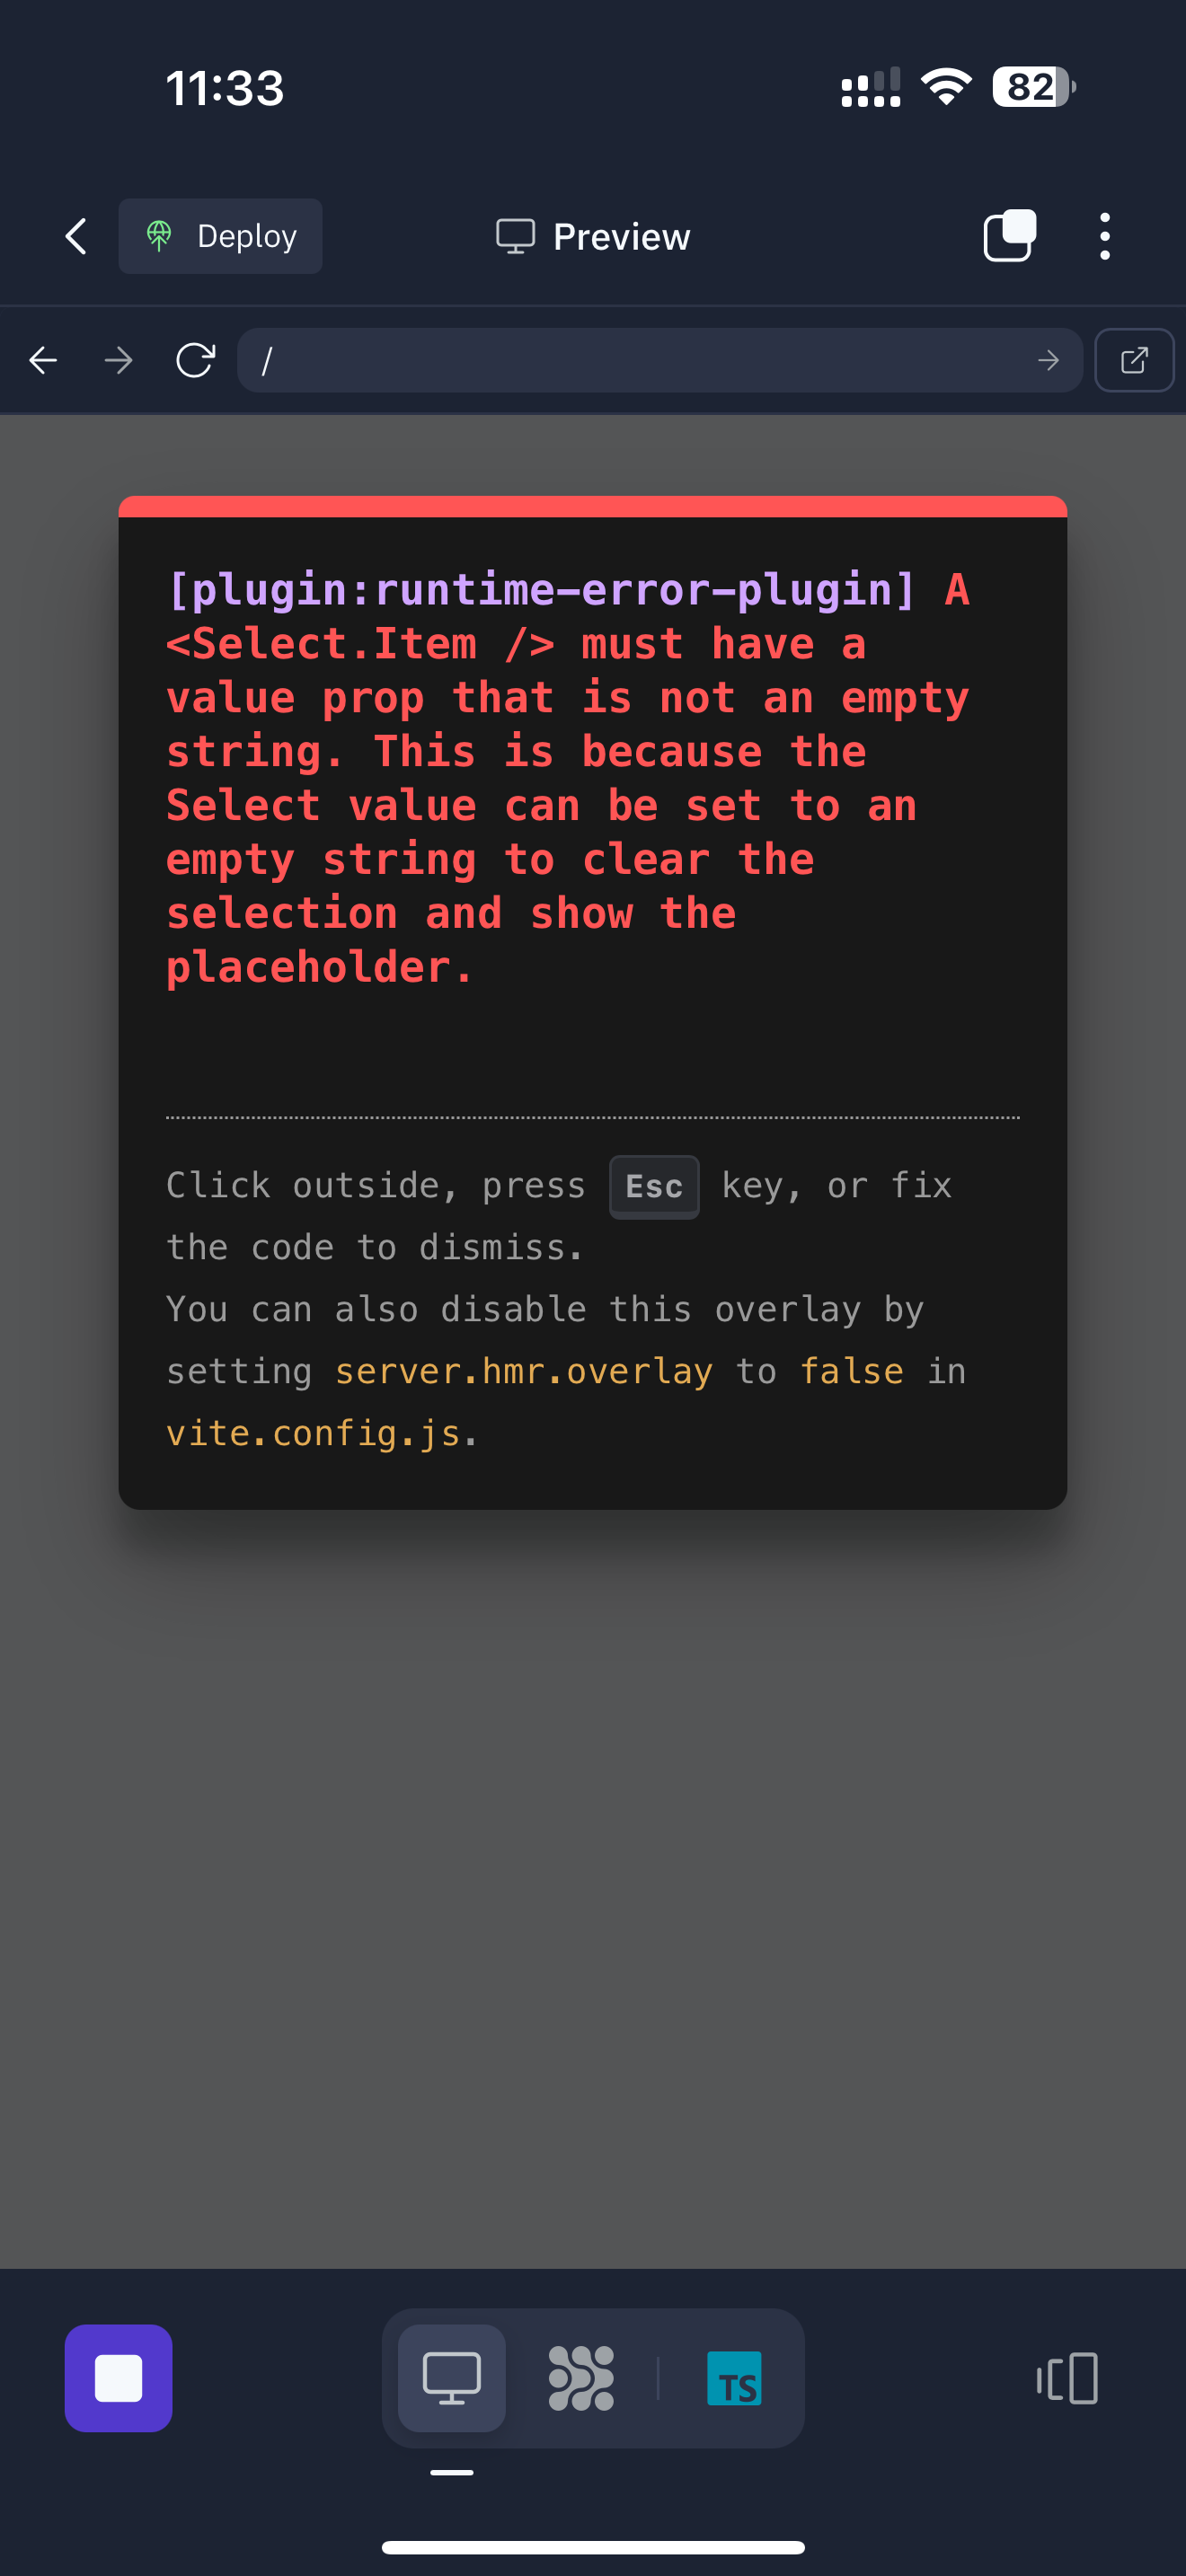 11:33
82
Deploy
Preview
/
[plugin:runtime-error-plugin] A
<Select.Item /> must have a
value prop that is not an empty
string. This is because the
Select value can be set to an
empty string to clear the
selection and show the
placeholder.
Click outside, press Esc key, or fix
the code to dismiss.
You can also disable this overlay by
setting server.hmr.overlay to false in
vite.config.js.
TS